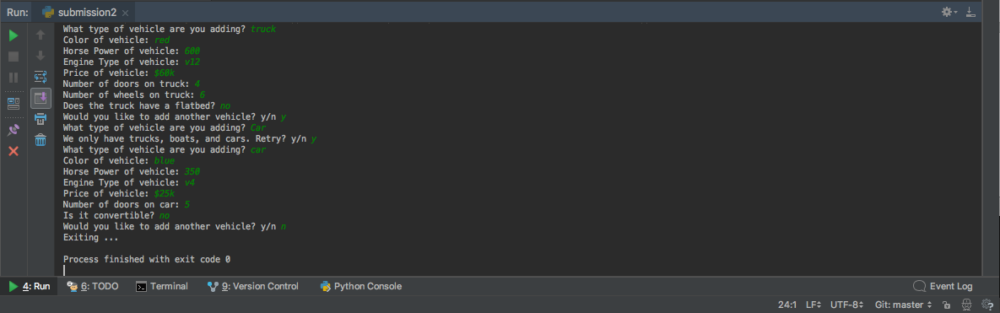 Run: submission2
What type of vehicle are you adding? truck
Color of vehicle: red
Horse Power of vehicle: 600
Engine Type of vehicle: v12
Price of vehicle: $60k
Number of doors on truck: 4
Number of wheels on truck: 6
Does the truck have a flatbed? no
Would you like to add another vehicle? y/n y
What type of vehicle are you adding? Car
We only have trucks, boats, and cars. Retry? y/n y
What type of vehicle are you adding? car
Color of vehicle: blue
Horse Power of vehicle: 350
Engine Type of vehicle: v4
Price of vehicle: $25k
Number of doors on car: 5
Is it convertible? no
Would you like to add another vehicle? y/n n
Exiting ...
Process finished with exit code 0
4: Run 6: TODO Terminal 9: Version Control Python Console Event Log
24:1 LF UTF-8 Git: master